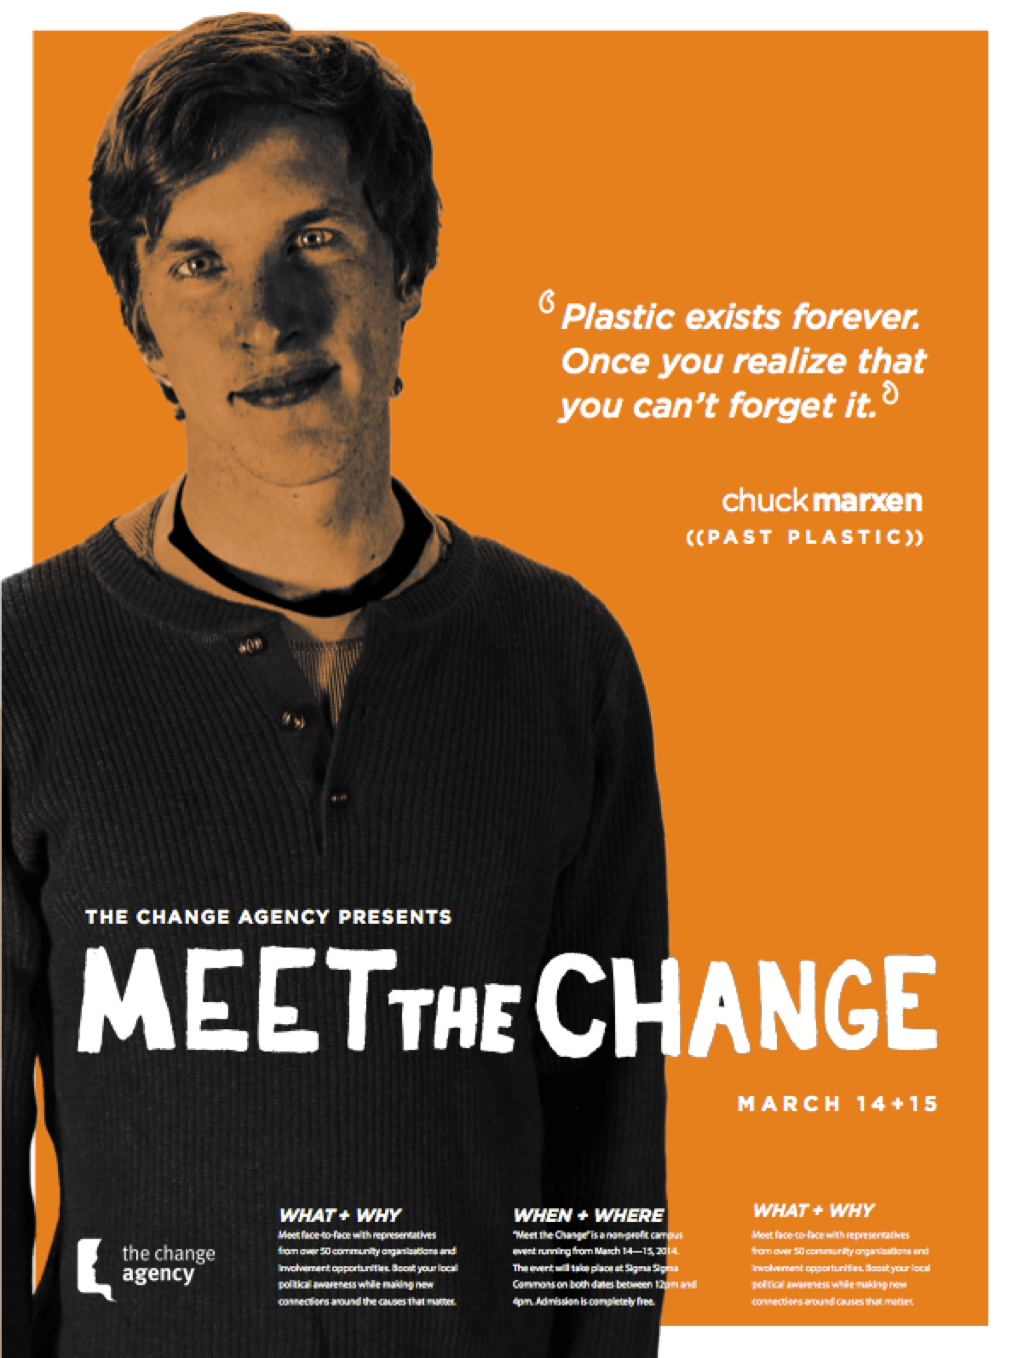 ‘Plastic exists forever.
Once you realize that
you can't forget it.’
chuckmarxen
((PAST PLASTIC))
THE CHANGE AGENCY PRESENTS
MEET THE CHANGE
MARCH 14+15
the change
agency
WHAT + WHY
Meet face-to-face with representatives
from over 50 community organizations and
involvement opportunities. Boost your local
political awareness while making new
connections around the causes that matter.
WHEN + WHERE
"Meet the Change" is a non-profit campus
event running from March 14—15, 2014.
The event will take place at Sigma Sigma
Commons on both dates between 12pm and
4pm. Admission is completely free.
WHAT + WHY
Meet face-to-face with representatives
from over 50 community organizations and
involvement opportunities. Boost your local
political awareness while making new
connections around causes that matter.